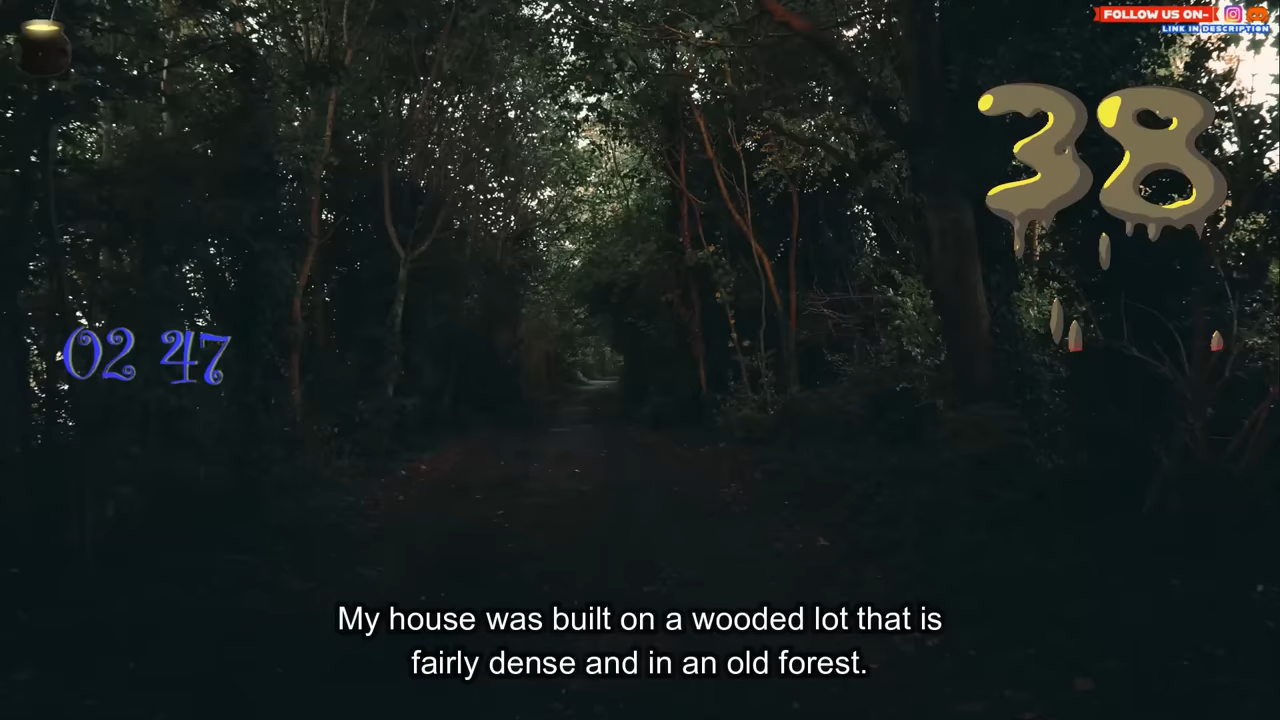 FOLLOW US ON-
LINK IN DESCRIPTION
38
02 47
My house was built on a wooded lot that is
fairly dense and in an old forest.